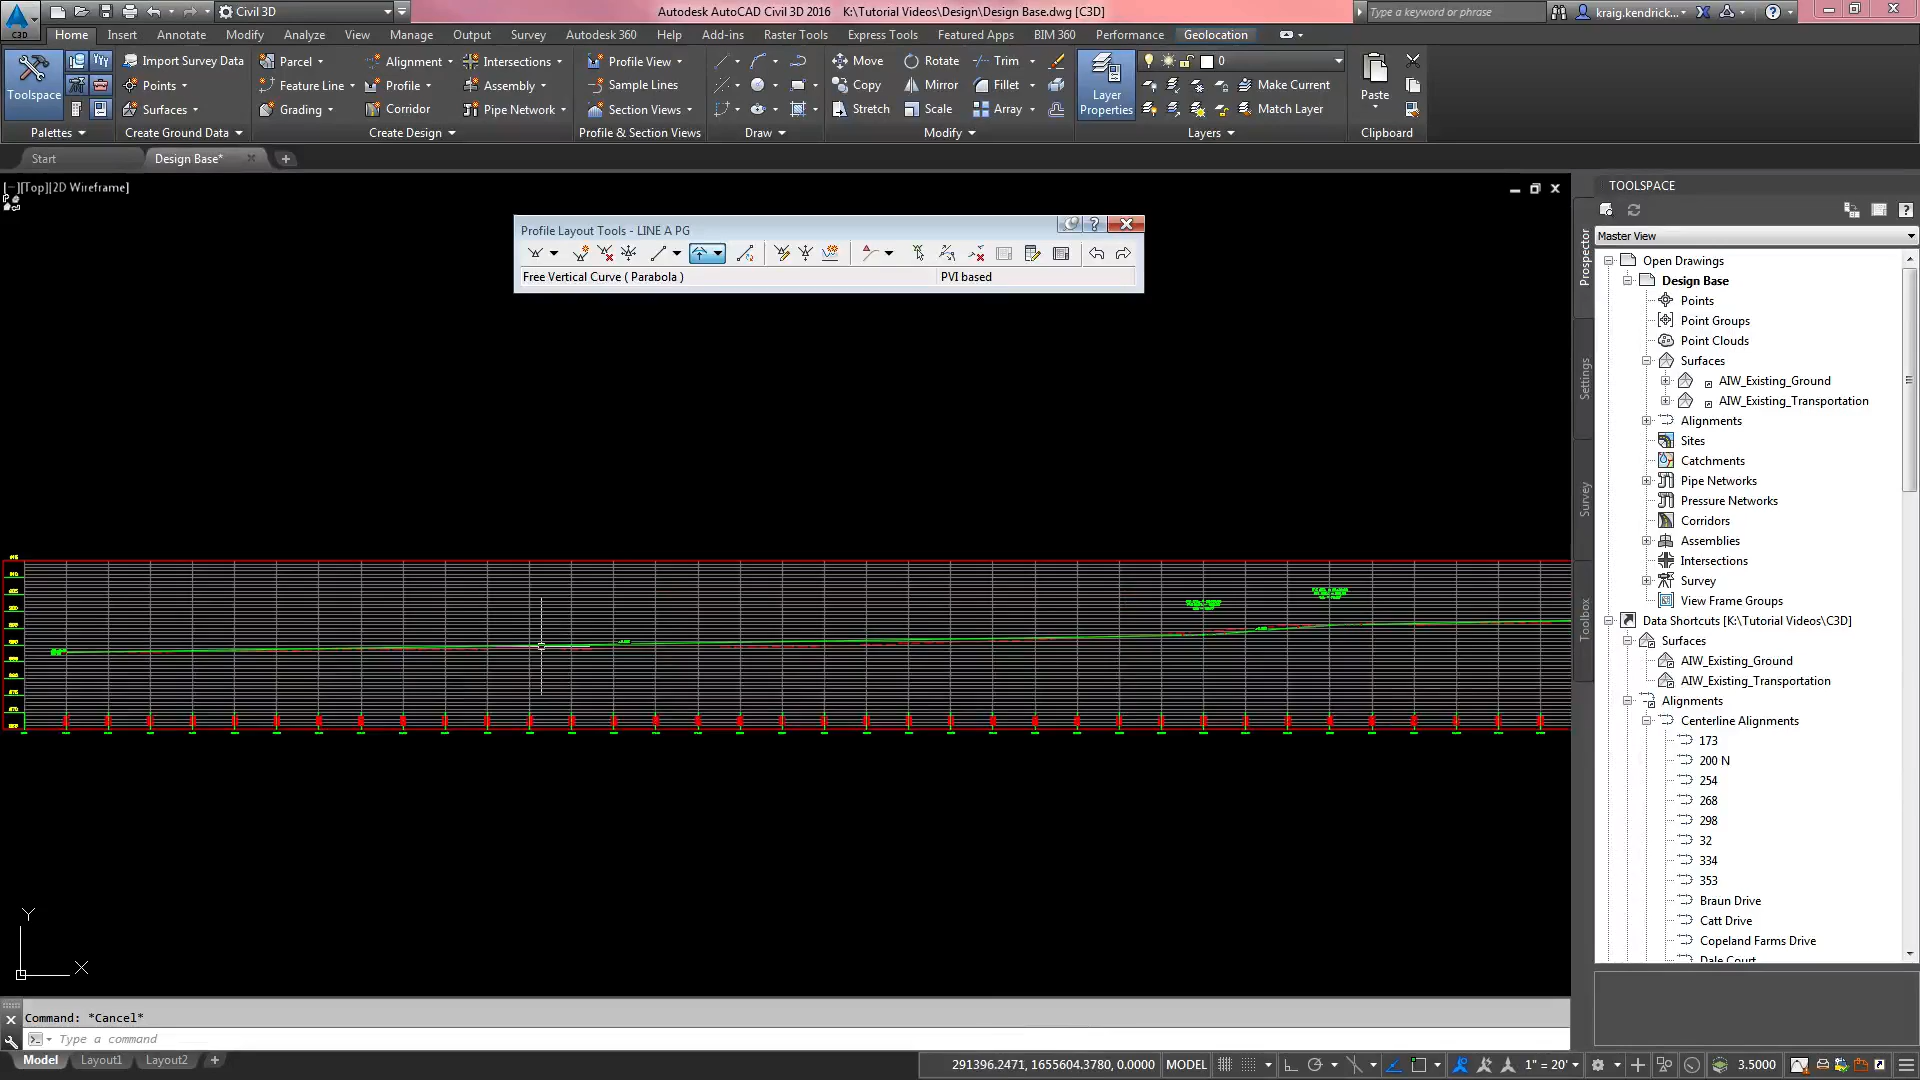 C3D
Civil 3D
Autodesk AutoCAD Civil 3D 2016 K:\Tutorial Videos\Design\Design Base.dwg [C3D]
Type a keyword or phrase
kraig.kendrick...
Home Insert Annotate Modify Analyze View Manage Output Survey Autodesk 360 Help Add-ins Raster Tools Express Tools Featured Apps BIM 360 Performance Geolocation
Toolspace
Import Survey Data
Points
Surfaces
Parcel
Feature Line
Grading
Alignment
Profile
Corridor
Intersections
Assembly
Pipe Network
Profile View
Sample Lines
Section Views
Move
Copy
Stretch
Rotate
Mirror
Scale
Trim
Fillet
Array
Layer
Properties
0
Make Current
Match Layer
Paste
Palettes
Create Ground Data
Create Design
Profile & Section Views
Draw
Modify
Layers
Clipboard
Start
Design Base*
[−][Top][2D Wireframe]
Profile Layout Tools - LINE A PG
Free Vertical Curve ( Parabola )
PVI based
Y
X
Command: *Cancel*
Type a command
Model Layout1 Layout2
291396.2471, 1655604.3780, 0.0000 MODEL
1" = 20'
3.5000
TOOLSPACE
Master View
Prospector
Settings
Survey
Toolbox
Open Drawings
Design Base
Points
Point Groups
Point Clouds
Surfaces
AIW_Existing_Ground
AIW_Existing_Transportation
Alignments
Sites
Catchments
Pipe Networks
Pressure Networks
Corridors
Assemblies
Intersections
Survey
View Frame Groups
Data Shortcuts [K:\Tutorial Videos\C3D]
Surfaces
AIW_Existing_Ground
AIW_Existing_Transportation
Alignments
Centerline Alignments
173
200 N
254
268
298
32
334
353
Braun Drive
Catt Drive
Copeland Farms Drive
Dale Court